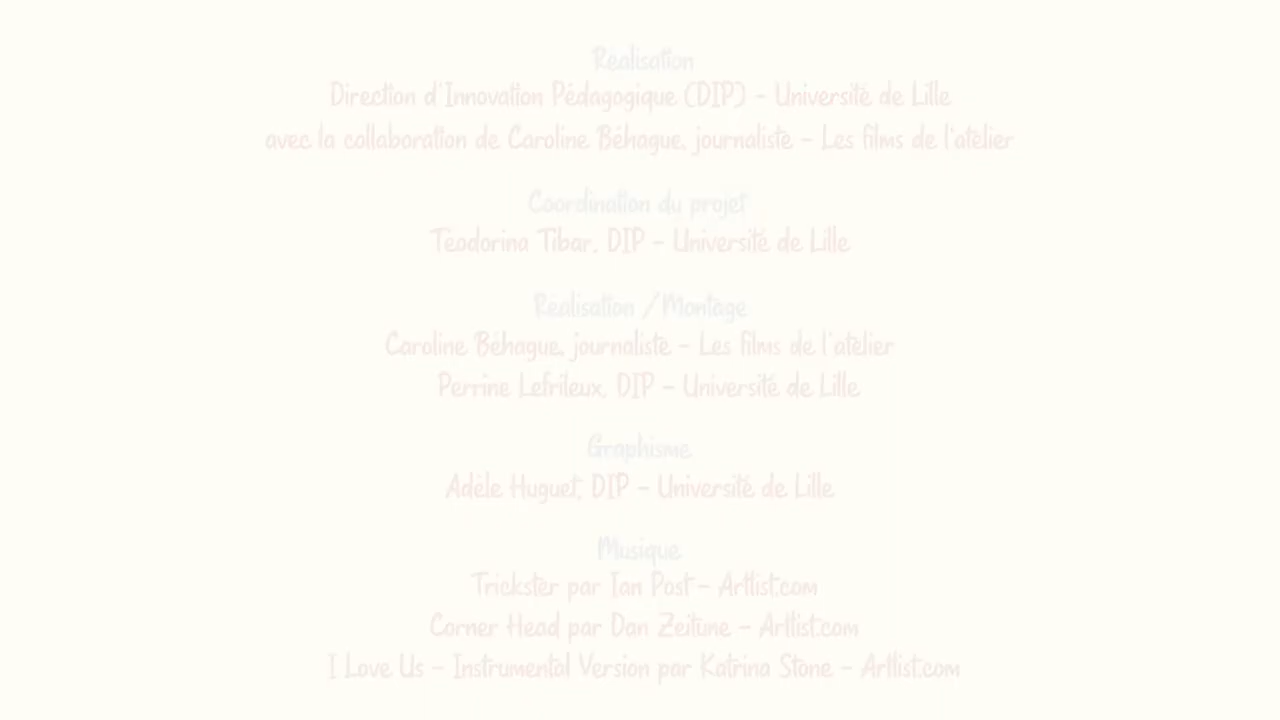 Réalisation
Direction d'Innovation Pédagogique (DIP) - Université de Lille
avec la collaboration de Caroline Béhague, journaliste - Les films de l'atelier
Coordination du projet
Teodorina Tibar, DIP - Université de Lille
Réalisation / Montage
Caroline Béhague, journaliste - Les films de l'atelier
Perrine Lefrileux, DIP - Université de Lille
Graphisme
Adèle Huguet, DIP - Université de Lille
Musique
Trickster par Ian Post - Artlist.com
Corner Head par Dan Zeitune - Artlist.com
I Love Us - Instrumental Version par Katrina Stone - Artlist.com